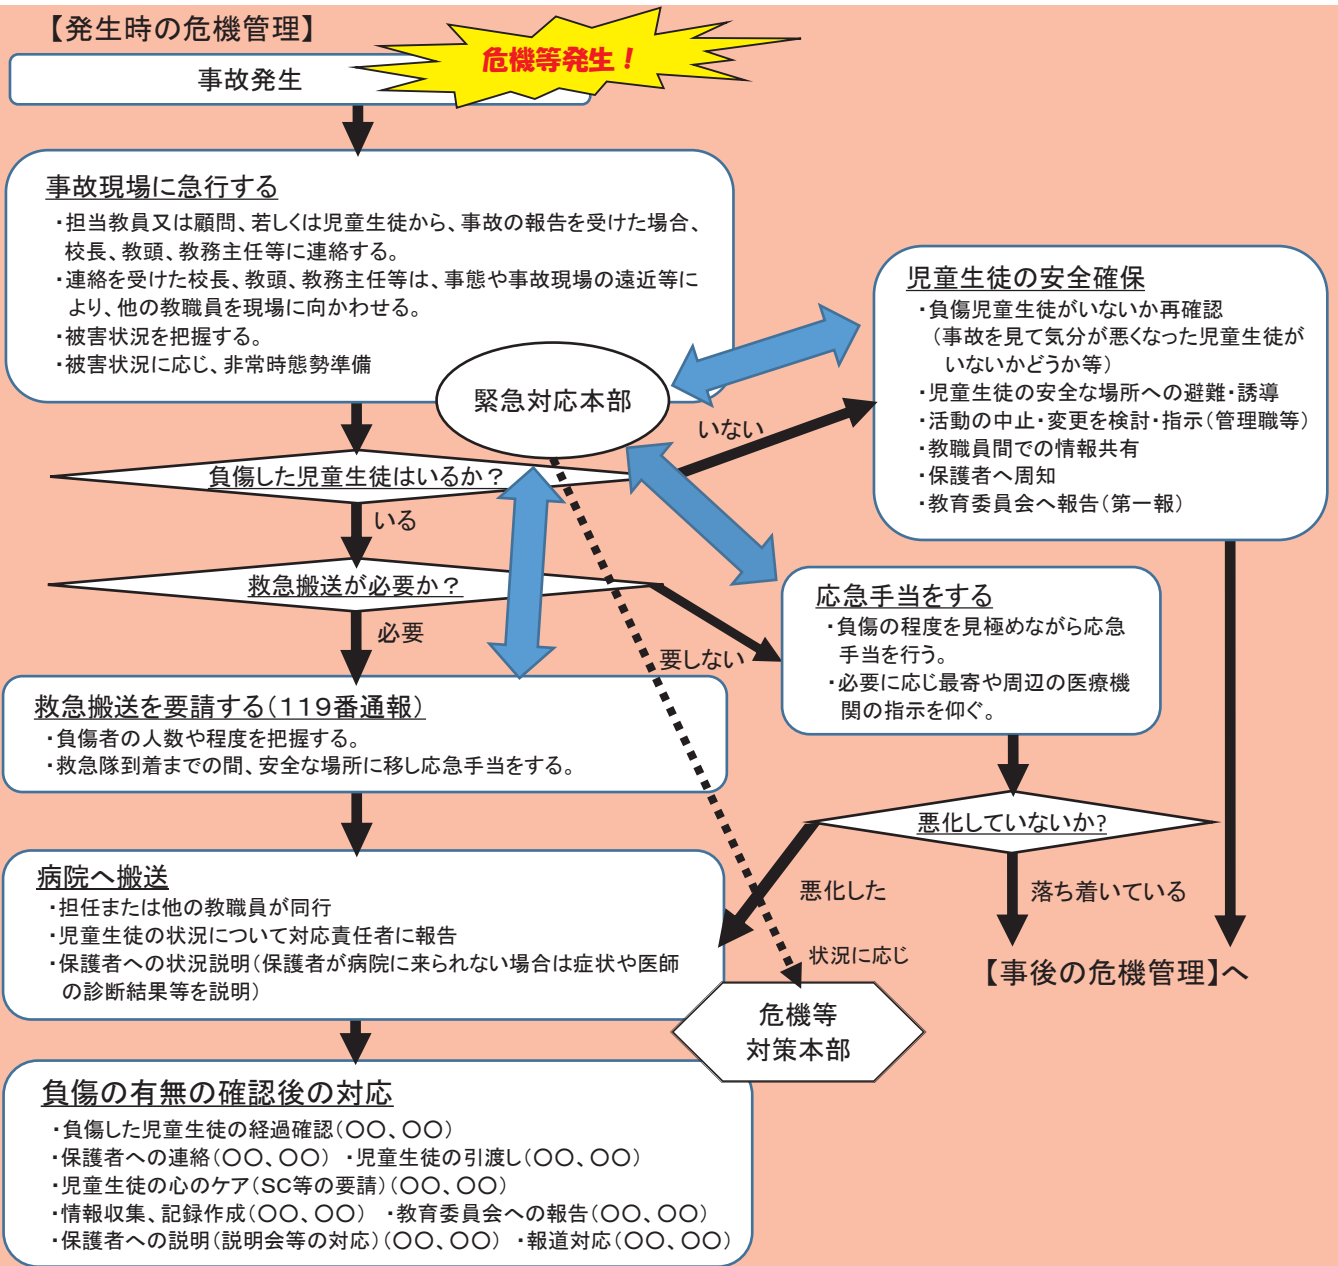 【発生時の危機管理】
危機等発生！
事故発生
事故現場に急行する
・担当教員又は顧問、若しくは児童生徒から、事故の報告を受けた場合、
校長、教頭、教務主任等に連絡する。
・連絡を受けた校長、教頭、教務主任等は、事態や事故現場の遠近等に
より、他の教職員を現場に向かわせる。
・被害状況を把握する。
・被害状況に応じ、非常時態勢準備
緊急対応本部
児童生徒の安全確保
・負傷児童生徒がいないか再確認
（事故を見て気分が悪くなった児童生徒が
いないかどうか等）
・児童生徒の安全な場所への避難・誘導
・活動の中止・変更を検討・指示（管理職等）
・教職員間での情報共有
・保護者へ周知
・教育委員会へ報告（第一報）
いない
負傷した児童生徒はいるか？
いる
救急搬送が必要か？
必要
要しない
応急手当をする
・負傷の程度を見極めながら応急
手当を行う。
・必要に応じ最寄や周辺の医療機
関の指示を仰ぐ。
救急搬送を要請する（１１９番通報）
・負傷者の人数や程度を把握する。
・救急隊到着までの間、安全な場所に移し応急手当をする。
悪化していないか?
悪化した
落ち着いている
病院へ搬送
・担任または他の教職員が同行
・児童生徒の状況について対応責任者に報告
・保護者への状況説明（保護者が病院に来られない場合は症状や医師
の診断結果等を説明）
状況に応じ
【事後の危機管理】へ
危機等
対策本部
負傷の有無の確認後の対応
・負傷した児童生徒の経過確認（〇〇、〇〇）
・保護者への連絡（〇〇、〇〇）　・児童生徒の引渡し（〇〇、〇〇）
・児童生徒の心のケア（SC等の要請）（〇〇、〇〇）
・情報収集、記録作成（〇〇、〇〇）　・教育委員会への報告（〇〇、〇〇）
・保護者への説明（説明会等の対応）（〇〇、〇〇）　・報道対応（〇〇、〇〇）